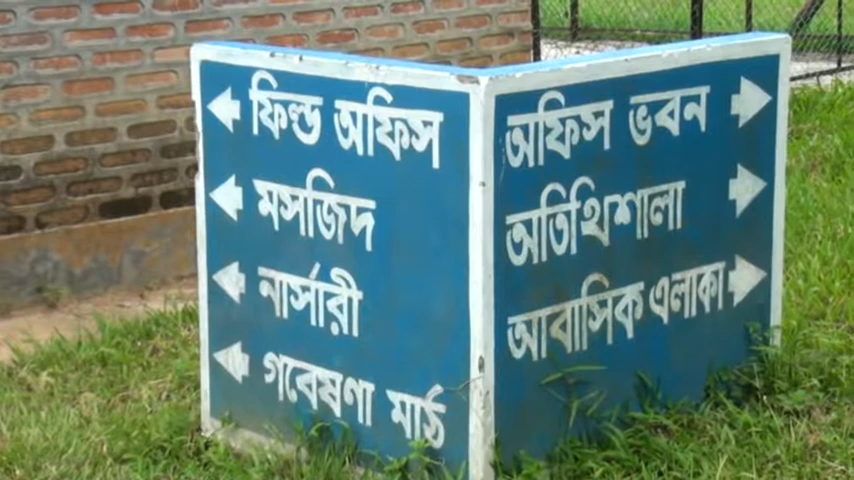 ফিল্ড অফিস
মসজিদ
নার্সারী
গবেষণা মাঠ
অফিস ভবন
অতিথিশালা
আবাসিক এলাকা